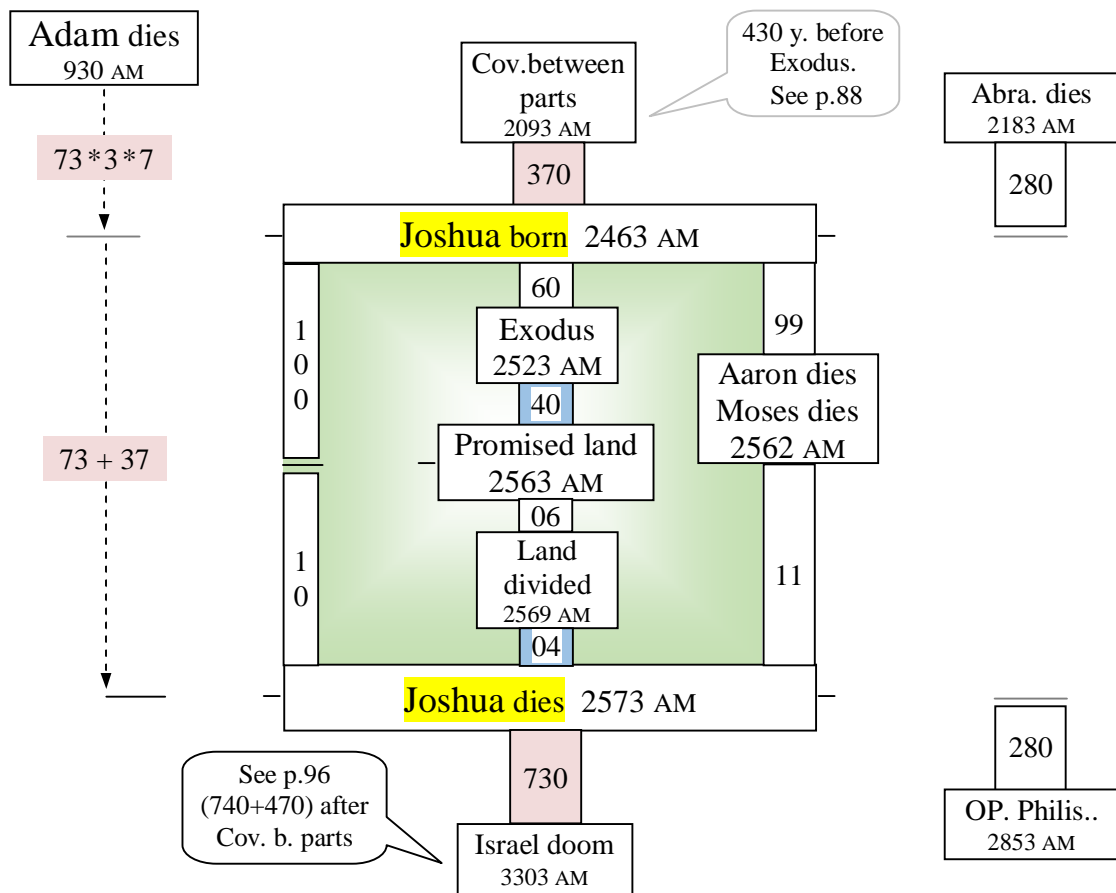 Adam dies
930 AM
73*3*7
73 + 37
Cov.between
parts
2093 AM
430 y. before
Exodus.
See p.88
Abra. dies
2183 AM
370
280
Joshua born 2463 AM
1
0
0
60
Exodus
2523 AM
40
Promised land
2563 AM
06
Land
divided
2569 AM
04
99
Aaron dies
Moses dies
2562 AM
1
0
11
Joshua dies 2573 AM
See p.96
(740+470) after
Cov. b. parts
730
Israel doom
3303 AM
280
OP. Philis..
2853 AM